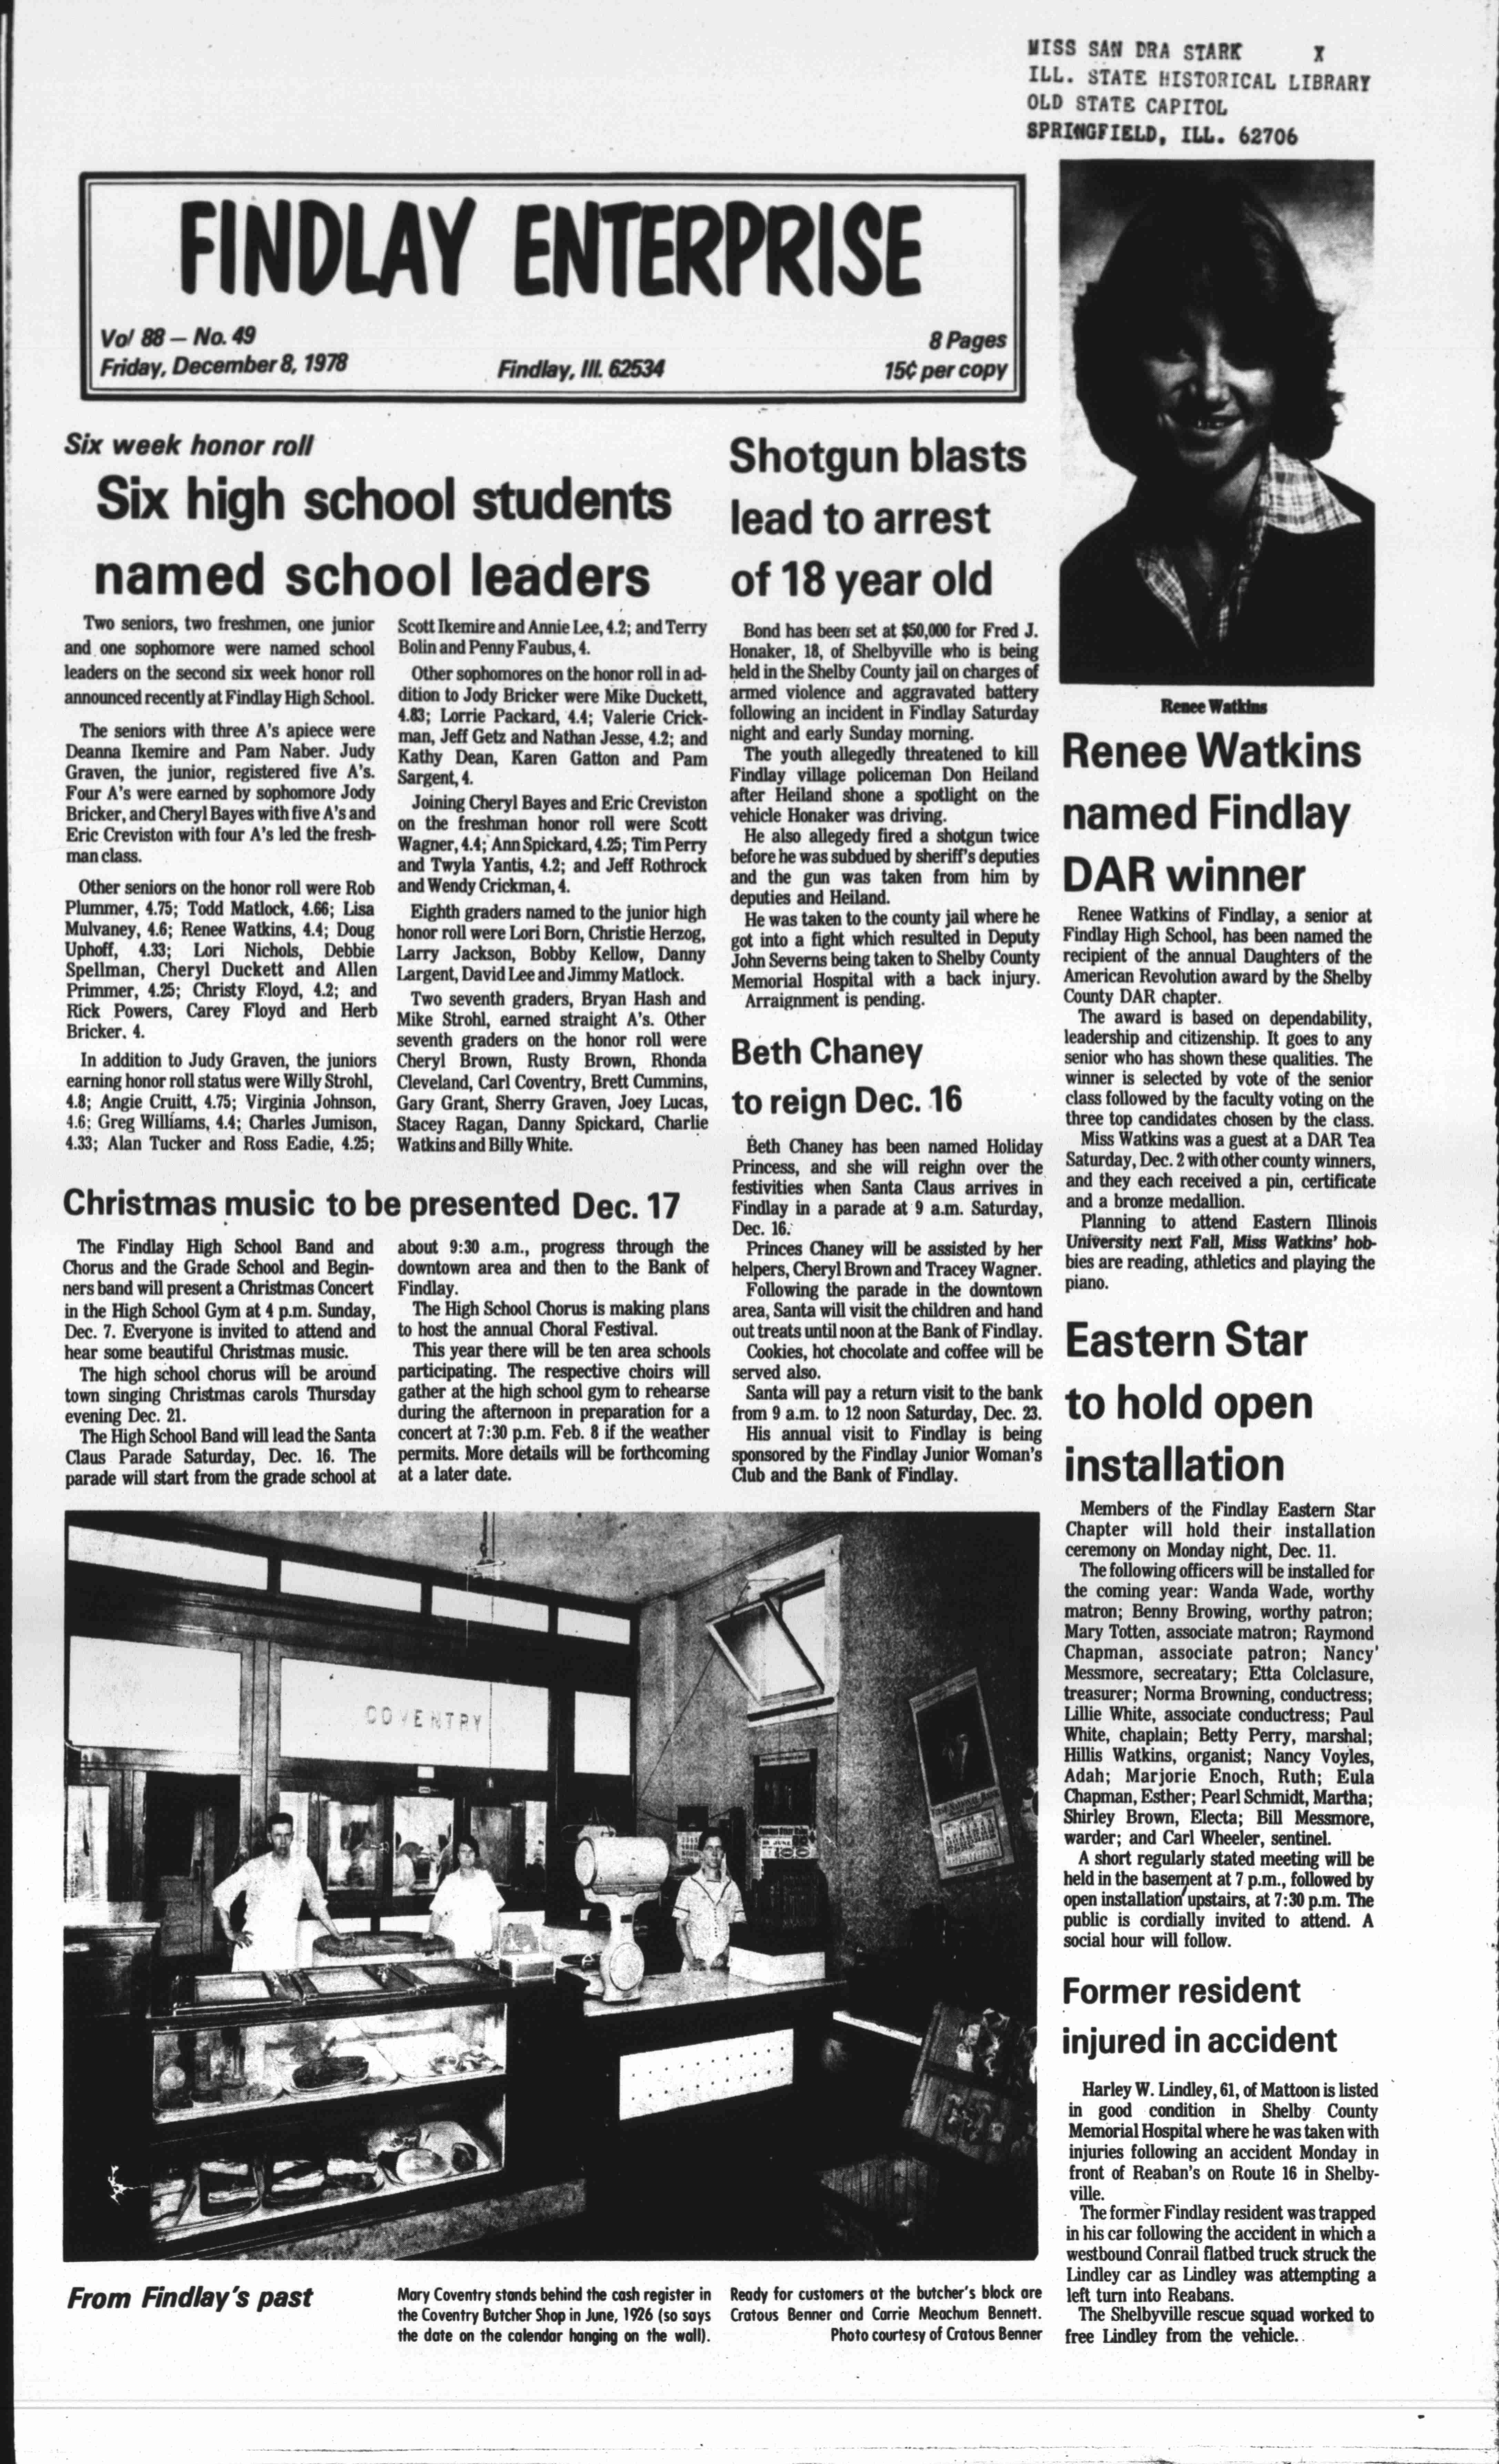 MISS SAN DRA STARK X
ILL. STATE HISTORICAL LIBRARY
OLD STATE CAPITOL
SPRINGFIELD, ILL. 62706
FINDLAY ENTERPRISE
Vol 88 — No. 49
8 Pages
Friday, December 8, 1978
Findlay, Ill. 62534
15¢ per copy
Six week honor roll
Six high school students
named school leaders
Two seniors, two freshmen, one junior
and one sophomore were named school
leaders on the second six week honor roll
announced recently at Findlay High School.
The seniors with three A's apiece were
Deanna Ikemire and Pam Naber. Judy
Graven, the junior, registered five A's.
Four A's were earned by sophomore Jody
Bricker, and Cheryl Bayes with five A's and
Eric Creviston with four A's led the fresh-
man class.
Other seniors on the honor roll were Rob
Plummer, 4.75; Todd Matlock, 4.66; Lisa
Mulvaney, 4.6; Renee Watkins, 4.4; Doug
Uphoff, 4.33; Lori Nichols, Debbie
Spellman, Cheryl Duckett and Allen
Primmer, 4.25; Christy Floyd, 4.2; and
Rick Powers, Carey Floyd and Herb
Bricker. 4.
In addition to Judy Graven, the juniors
earning honor roll status were Willy Strohl,
4.8; Angie Cruitt, 4.75; Virginia Johnson,
4.6; Greg Williams, 4.4; Charles Jumison,
4.33; Alan Tucker and Ross Eadie, 4.25;
Scott Ikemire and Annie Lee, 4.2; and Terry
Bolin and Penny Faubus, 4.
Other sophomores on the honor roll in ad-
dition to Jody Bricker were Mike Duckett,
4.83; Lorrie Packard, 4.4; Valerie Crick-
man, Jeff Getz and Nathan Jesse, 4.2; and
Kathy Dean, Karen Gatton and Pam
Sargent, 4.
Joining Cheryl Bayes and Eric Creviston
on the freshman honor roll were Scott
Wagner, 4.4; Ann Spickard, 4.25; Tim Perry
and Twyla Yantis, 4.2; and Jeff Rothrock
and Wendy Crickman, 4.
Eighth graders named to the junior high
honor roll were Lori Born, Christie Herzog,
Larry Jackson, Bobby Kellow, Danny
Largent, David Lee and Jimmy Matlock.
Two seventh graders, Bryan Hash and
Mike Strohl, earned straight A's. Other
seventh graders on the honor roll were
Cheryl Brown, Rusty Brown, Rhonda
Cleveland, Carl Coventry, Brett Cummins,
Gary Grant, Sherry Graven, Joey Lucas,
Stacey Ragan, Danny Spickard, Charlie
Watkins and Billy White.
Christmas music to be presented Dec. 17
The Findlay High School Band and
Chorus and the Grade School and Begin-
ners band will present a Christmas Concert
in the High School Gym at 4 p.m. Sunday,
Dec. 7. Everyone is invited to attend and
hear some beautiful Christmas music.
The high school chorus will be around
town singing Christmas carols Thursday
evening Dec. 21.
The High School Band will lead the Santa
Claus Parade Saturday, Dec. 16. The
parade will start from the grade school at
about 9:30 a.m., progress through the
downtown area and then to the Bank of
Findlay.
The High School Chorus is making plans
to host the annual Choral Festival.
This year there will be ten area schools
participating. The respective choirs will
gather at the high school gym to rehearse
during the afternoon in preparation for a
concert at 7:30 p.m. Feb. 8 if the weather
permits. More details will be forthcoming
at a later date.
Shotgun blasts
lead to arrest
of 18 year old
Bond has been set at $50,000 for Fred J.
Honaker, 18, of Shelbyville who is being
held in the Shelby County jail on charges of
armed violence and aggravated battery
following an incident in Findlay Saturday
night and early Sunday morning.
The youth allegedly threatened to kill
Findlay village policeman Don Heiland
after Heiland shone a spotlight on the
vehicle Honaker was driving.
He also allegedy fired a shotgun twice
before he was subdued by sheriff's deputies
and the gun was taken from him by
deputies and Heiland.
He was taken to the county jail where he
got into a fight which resulted in Deputy
John Severns being taken to Shelby County
Memorial Hospital with a back injury.
Arraignment is pending.
Beth Chaney
to reign Dec. 16
Beth Chaney has been named Holiday
Princess, and she will reighn over the
festivities when Santa Claus arrives in
Findlay in a parade at 9 a.m. Saturday,
Dec. 16.
Princes Chaney will be assisted by her
helpers, Cheryl Brown and Tracey Wagner.
Following the parade in the downtown
area, Santa will visit the children and hand
out treats until noon at the Bank of Findlay.
Cookies, hot chocolate and coffee will be
served also.
Santa will pay a return visit to the bank
from 9 a.m. to 12 noon Saturday, Dec. 23.
His annual visit to Findlay is being
sponsored by the Findlay Junior Woman's
Club and the Bank of Findlay.
Renee Watkins
Renee Watkins
named Findlay
DAR winner
Renee Watkins of Findlay, a senior at
Findlay High School, has been named the
recipient of the annual Daughters of the
American Revolution award by the Shelby
County DAR chapter.
The award is based on dependability,
leadership and citizenship. It goes to any
senior who has shown these qualities. The
winner is selected by vote of the senior
class followed by the faculty voting on the
three top candidates chosen by the class.
Miss Watkins was a guest at a DAR Tea
Saturday, Dec. 2 with other county winners,
and they each received a pin, certificate
and a bronze medallion.
Planning to attend Eastern Illinois
University next Fall, Miss Watkins' hob-
bies are reading, athletics and playing the
piano.
Eastern Star
to hold open
installation
Members of the Findlay Eastern Star
Chapter will hold their installation
ceremony on Monday night, Dec. 11.
The following officers will be installed for
the coming year: Wanda Wade, worthy
matron; Benny Browing, worthy patron;
Mary Totten, associate matron; Raymond
Chapman, associate patron; Nancy
Messmore, secreatary; Etta Colclasure,
treasurer; Norma Browning, conductress;
Lillie White, associate conductress; Paul
White, chaplain; Betty Perry, marshal;
Hillis Watkins, organist; Nancy Voyles,
Adah; Marjorie Enoch, Ruth; Eula
Chapman, Esther; Pearl Schmidt, Martha;
Shirley Brown, Electa; Bill Messmore,
warder; and Carl Wheeler, sentinel.
A short regularly stated meeting will be
held in the basement at 7 p.m., followed by
open installation upstairs, at 7:30 p.m. The
public is cordially invited to attend. A
social hour will follow.
Former resident
injured in accident
Harley W. Lindley, 61, of Mattoon is listed
in good condition in Shelby County
Memorial Hospital where he was taken with
injuries following an accident Monday in
front of Reaban's on Route 16 in Shelby-
ville.
The former Findlay resident was trapped
in his car following the accident in which a
westbound Conrail flatbed truck struck the
Lindley car as Lindley was attempting a
left turn into Reabans.
The Shelbyville rescue squad worked to
free Lindley from the vehicle.
COVENTRY
From Findlay's past
Mary Coventry stands behind the cash register in
the Coventry Butcher Shop in June, 1926 (so says
the date on the calendar hanging on the wall).
Ready for customers at the butcher's block are
Cratous Benner and Carrie Meachum Bennett.
Photo courtesy of Cratous Benner